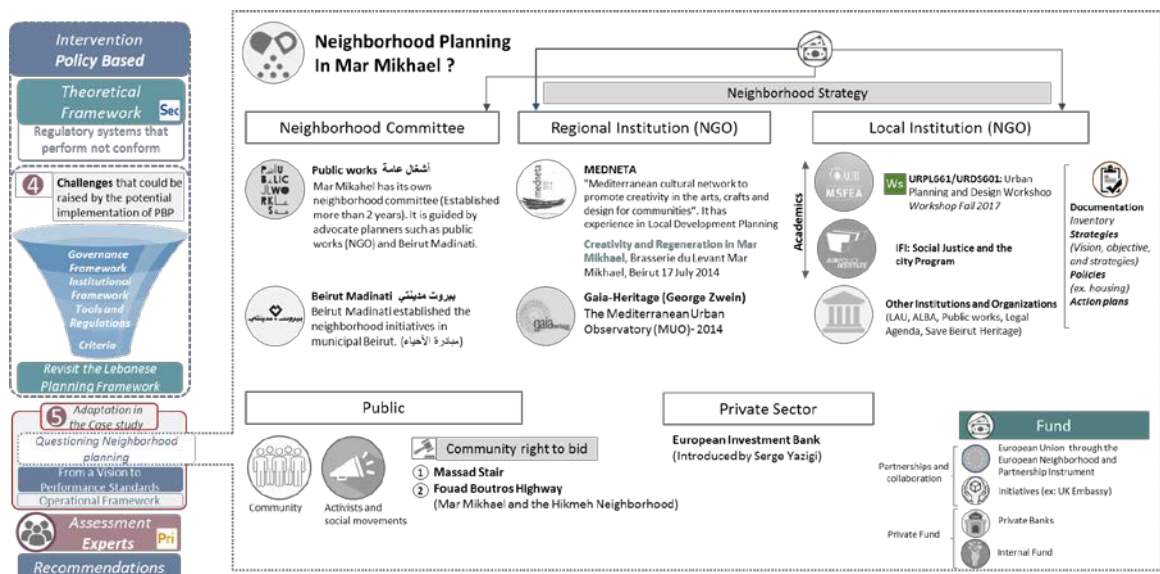 Intervention
Policy Based
Theoretical
Framework
Sec
Regulatory systems that
perform not conform
4
Challenges that could be
raised by the potential
implementation of PBP
Governance
Framework
Institutional
Framework
Tools and
Regulations
Criteria
Revisit the Lebanese
Planning Framework
5
Adaptation in
the Case study
Questioning Neighborhood
planning
From a Vision to
Performance Standards
Operational Framework
Assessment
Experts
Pri
Recommendations
Neighborhood Planning
In Mar Mikhael ?
Neighborhood Strategy
Neighborhood Committee
Public works أشغال عامة
Mar Mikahel has its own
neighborhood committee (Established
more than 2 years). It is guided by
advocate planners such as public
works (NGO) and Beirut Madinati.
بيروت مدينتي
Beirut Madinati بيروت مدينتي
Beirut Madinati established the
neighborhood initiatives in
municipal Beirut. (مبادرة الأحياء)
Regional Institution (NGO)
medneta
MEDNETA
"Mediterranean cultural network to
promote creativity in the arts, crafts and
design for communities". It has
experience in Local Development Planning
Creativity and Regeneration in Mar
Mikhael, Brasserie du Levant Mar
Mikhael, Beirut 17 July 2014
gaia
Gaia-Heritage (George Zwein)
The Mediterranean Urban
Observatory (MUO)- 2014
Local Institution (NGO)
Academics
AUB
MSFEA
Ws
URPL661/URDS601: Urban
Planning and Design Workshop
Workshop Fall 2017
IFI: Social Justice and the
city Program
Other Institutions and Organizations
(LAU, ALBA, Public works, Legal
Agenda, Save Beirut Heritage)
Documentation
Inventory
Strategies
(Vision, objective,
and strategies)
Policies
(ex. housing)
Action plans
Public
Community
Activists and
social movements
Community right to bid
1 Massad Stair
2 Fouad Boutros Highway
(Mar Mikhael and the Hikmeh Neighborhood)
Private Sector
European Investment Bank
(Introduced by Serge Yazigi)
Fund
Partnerships and
collaboration
European Union through the
European Neighborhood and
Partnership Instrument
Initiatives (ex: UK Embassy)
Private Fund
Private Banks
Internal Fund